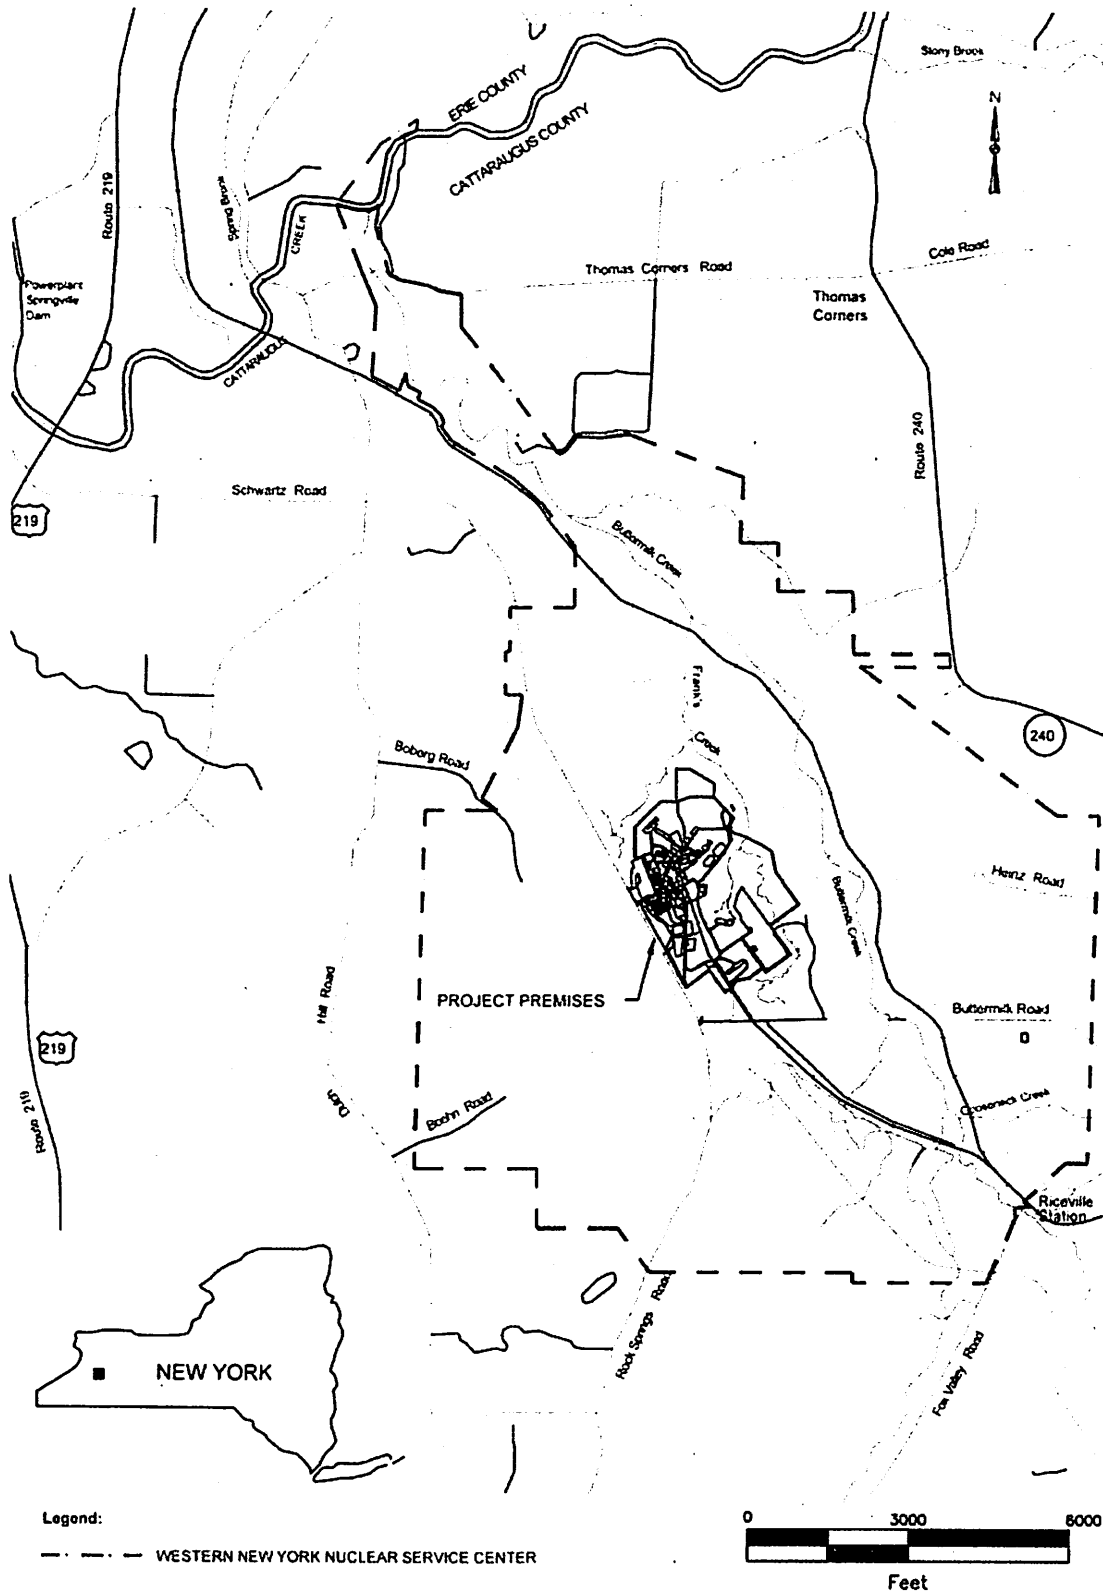 Stony Brook
ERIE COUNTY
N
CATTARAUGUS COUNTY
Route 219
Spring Brook
CREEK
Cole Road
Thomas Corners Road
Powerplant
Springville
Dam
Thomas
Corners
CATTARAUGUS
Route 240
Schwartz Road
219
Buttermilk Creek
Frank's
Creek
240
Boberg Road
Heinz Road
Buttermilk Creek
Hill Road
PROJECT PREMISES
Buttermilk Road
219
Route 219
Dutch
Boehn Road
Gooseneck Creek
Riceville
Station
Rock Springs Road
Fox Valley Road
NEW YORK
Legend:
WESTERN NEW YORK NUCLEAR SERVICE CENTER
0 3000 6000
Feet